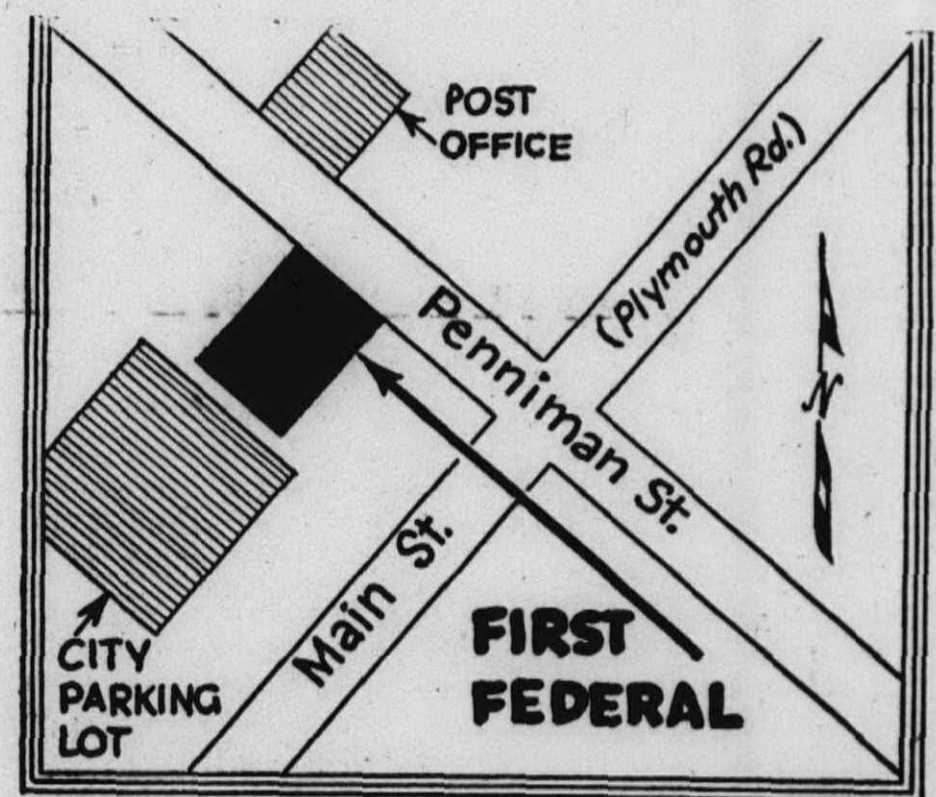 POST
OFFICE
(Plymouth Rd.)
Penniman St.
N
Main St.
FIRST
FEDERAL
CITY
PARKING
LOT